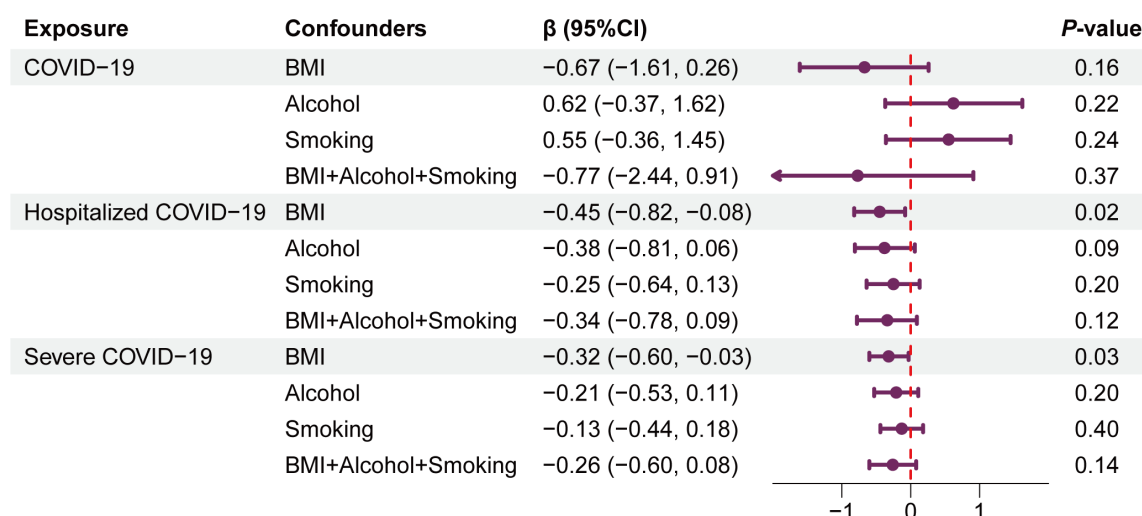 Exposure Confounders β (95%CI) P-value
COVID−19 BMI −0.67 (−1.61, 0.26) 0.16
Alcohol 0.62 (−0.37, 1.62) 0.22
Smoking 0.55 (−0.36, 1.45) 0.24
BMI+Alcohol+Smoking −0.77 (−2.44, 0.91) 0.37
Hospitalized COVID−19 BMI −0.45 (−0.82, −0.08) 0.02
Alcohol −0.38 (−0.81, 0.06) 0.09
Smoking −0.25 (−0.64, 0.13) 0.20
BMI+Alcohol+Smoking −0.34 (−0.78, 0.09) 0.12
Severe COVID−19 BMI −0.32 (−0.60, −0.03) 0.03
Alcohol −0.21 (−0.53, 0.11) 0.20
Smoking −0.13 (−0.44, 0.18) 0.40
BMI+Alcohol+Smoking −0.26 (−0.60, 0.08) 0.14
−1 0 1